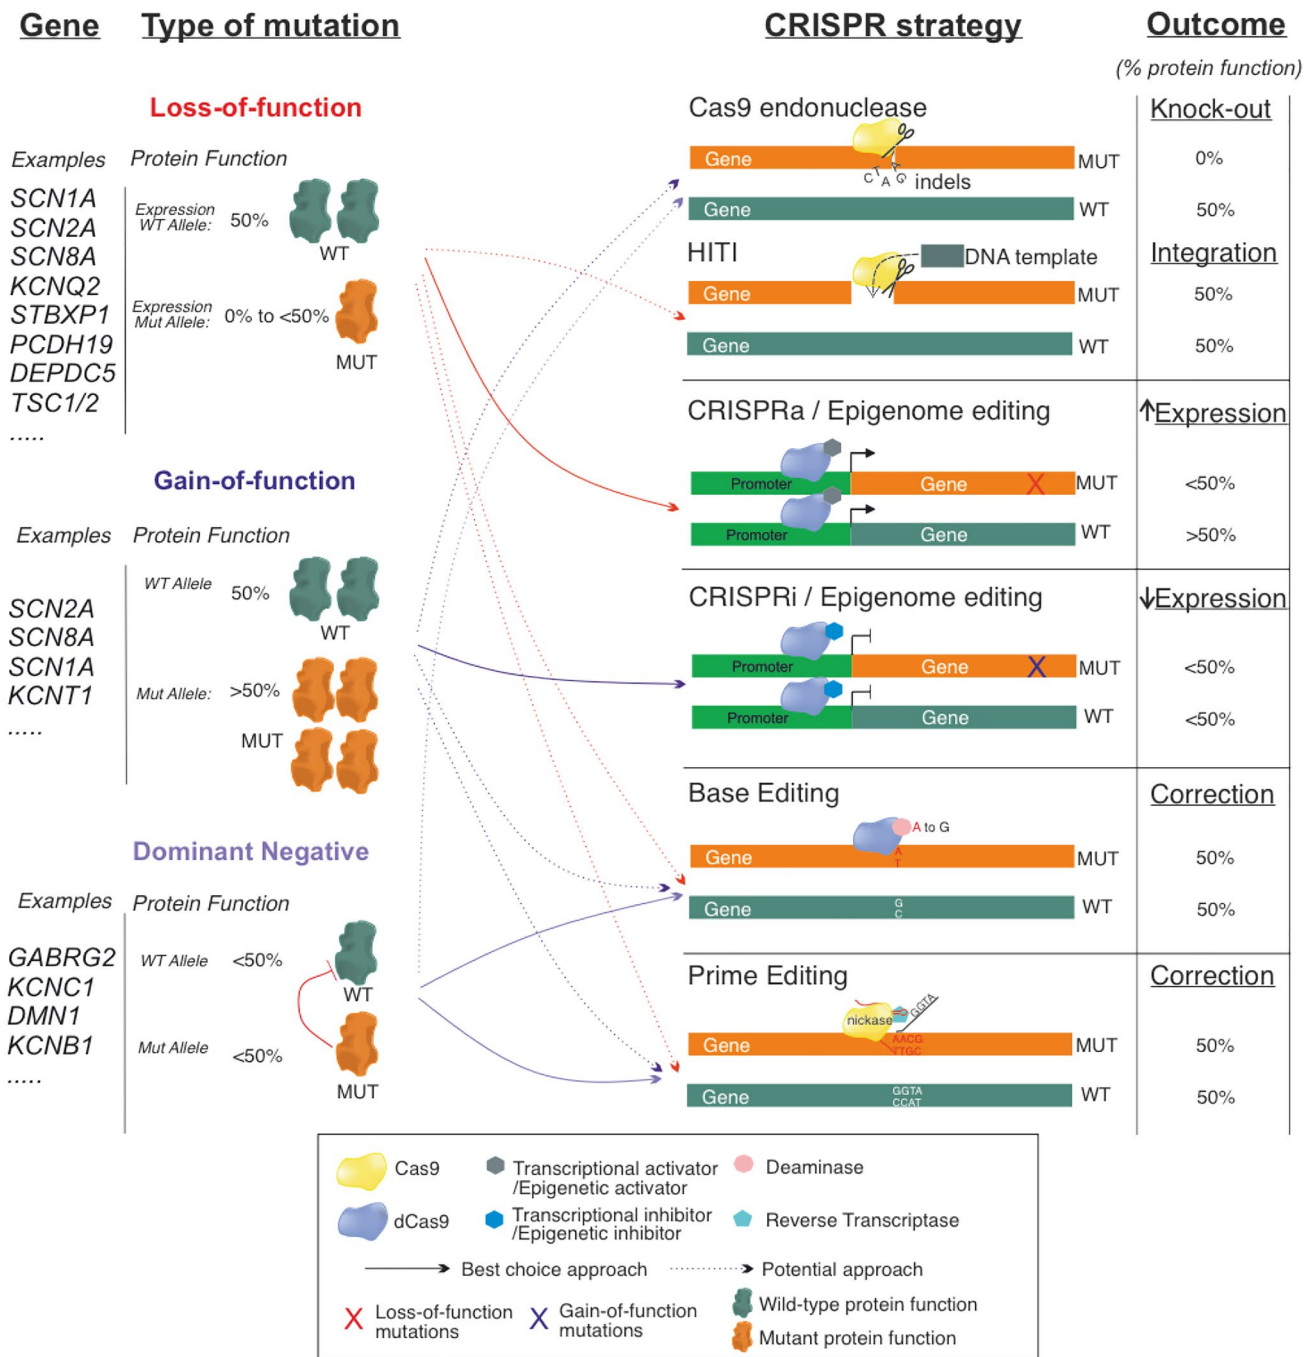 Gene
Type of mutation
CRISPR strategy
Outcome
(% protein function)
Loss-of-function
Examples
Protein Function
SCN1A
SCN2A
SCN8A
KCNQ2
STBXP1
PCDH19
DEPDC5
TSC1/2
.....
Expression
WT Allele:
50%
WT
Expression
Mut Allele:
0% to <50%
MUT
Gain-of-function
Examples
Protein Function
SCN2A
SCN8A
SCN1A
KCNT1
.....
WT Allele
50%
WT
Mut Allele:
>50%
MUT
Dominant Negative
Examples
Protein Function
GABRG2
KCNC1
DMN1
KCNB1
.....
WT Allele
<50%
WT
Mut Allele
<50%
MUT
Cas9 endonuclease
Knock-out
Gene
MUT
0%
C T A G A
indels
Gene
WT
50%
HITI
DNA template
Integration
Gene
MUT
50%
Gene
WT
50%
CRISPRa / Epigenome editing
↑Expression
Promoter
Gene
X
MUT
<50%
Promoter
Gene
WT
>50%
CRISPRi / Epigenome editing
↓Expression
Promoter
Gene
X
MUT
<50%
Promoter
Gene
WT
<50%
Base Editing
Correction
A to G
Gene
A
T
MUT
50%
Gene
G
C
WT
50%
Prime Editing
Correction
nickase
GGTA
Gene
AACG
TTGC
MUT
50%
Gene
GGTA
CCAT
WT
50%
Cas9
Transcriptional activator
/Epigenetic activator
Deaminase
dCas9
Transcriptional inhibitor
/Epigenetic inhibitor
Reverse Transcriptase
Best choice approach
Potential approach
X Loss-of-function
mutations
X Gain-of-function
mutations
Wild-type protein function
Mutant protein function